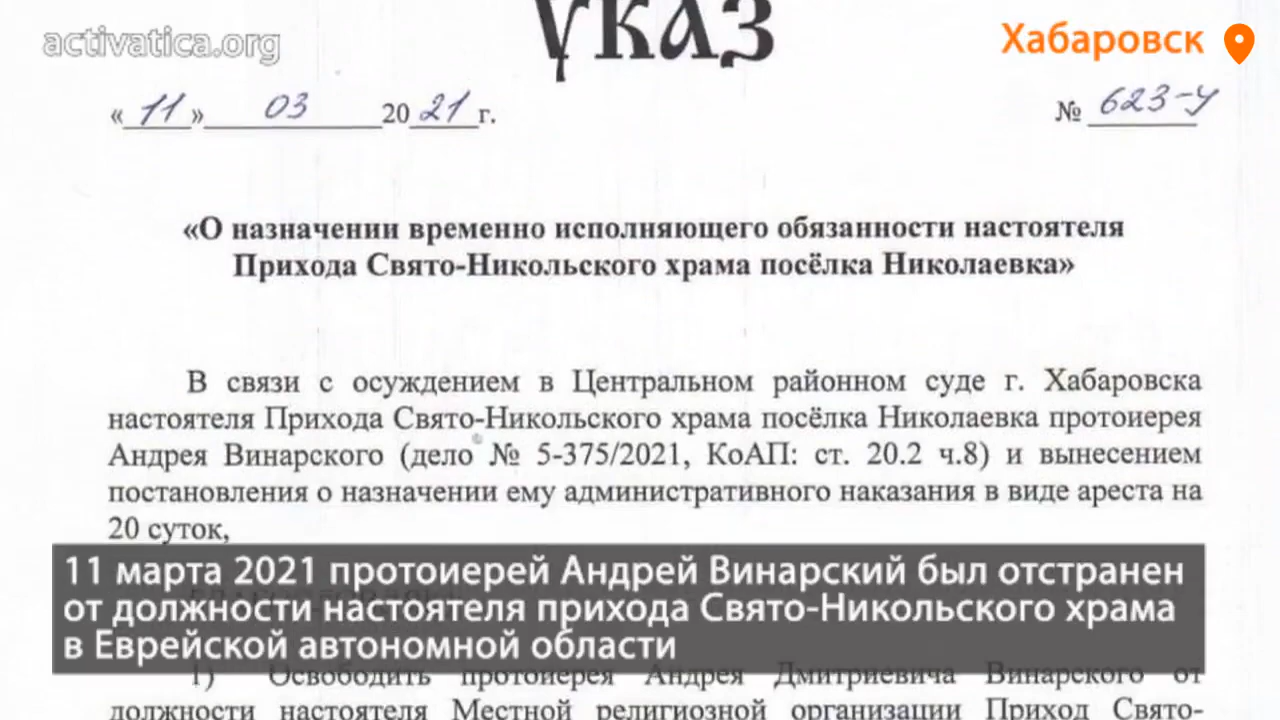 activatica.org
УКАЗ
Хабаровск
«11» 03 2021 г.
№ 623-У
«О назначении временно исполняющего обязанности настоятеля
Прихода Свято-Никольского храма посёлка Николаевка»
В связи с осуждением в Центральном районном суде г. Хабаровска
настоятеля Прихода Свято-Никольского храма посёлка Николаевка протоиерея
Андрея Винарского (дело № 5-375/2021, КоАП: ст. 20.2 ч.8) и вынесением
постановления о назначении ему административного наказания в виде ареста на
20 суток,
11 марта 2021 протоиерей Андрей Винарский был отстранен
от должности настоятеля прихода Свято-Никольского храма
в Еврейской автономной области
1) Освободить протоиерея Андрея Дмитриевича Винарского от
должности настоятеля Местной религиозной организации Приход Свято-